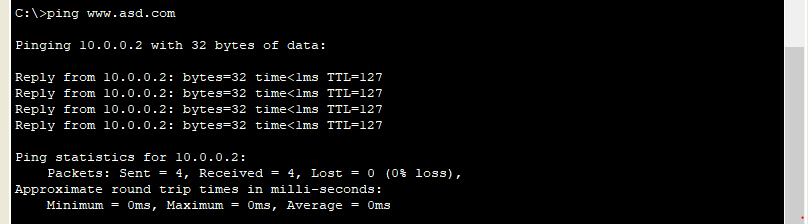 C:\>ping www.asd.com
Pinging 10.0.0.2 with 32 bytes of data:
Reply from 10.0.0.2: bytes=32 time<1ms TTL=127
Reply from 10.0.0.2: bytes=32 time<1ms TTL=127
Reply from 10.0.0.2: bytes=32 time<1ms TTL=127
Reply from 10.0.0.2: bytes=32 time<1ms TTL=127
Ping statistics for 10.0.0.2:
Packets: Sent = 4, Received = 4, Lost = 0 (0% loss),
Approximate round trip times in milli-seconds:
Minimum = 0ms, Maximum = 0ms, Average = 0ms